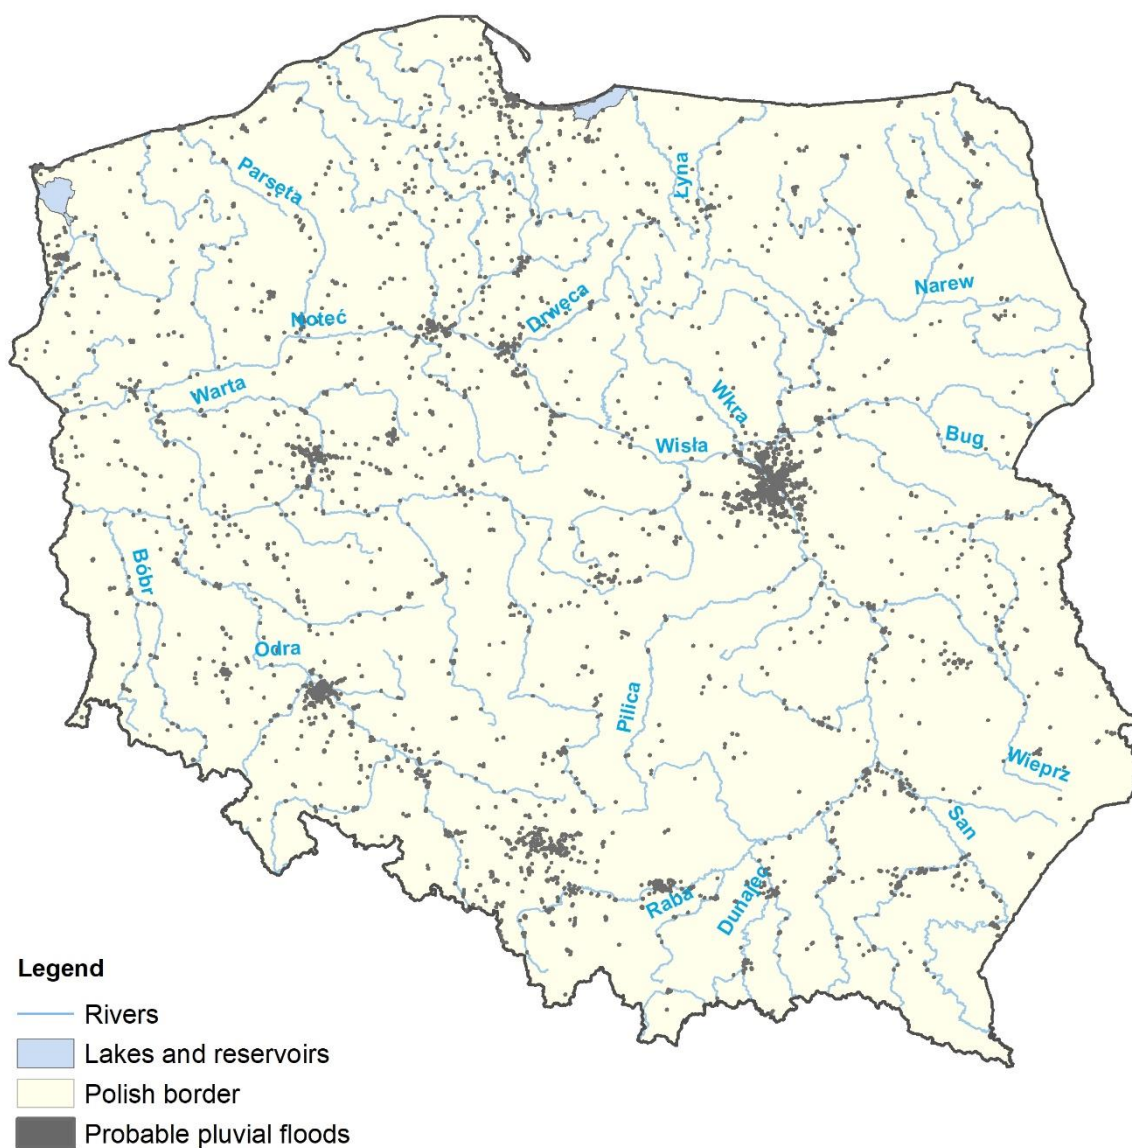 Łyna
Parsęta
Narew
Drwęca
Noteć
Warta
Wkra
Bug
Wisła
Bóbr
Odra
Pilica
Wieprz
San
Dunajec
Raba
Legend
Rivers
Lakes and reservoirs
Polish border
Probable pluvial floods